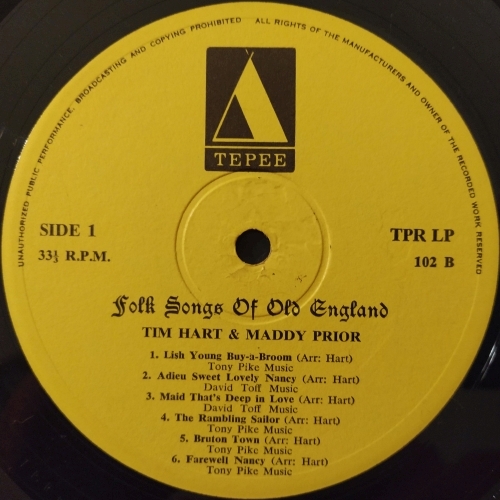 UNAUTHORIZED PUBLIC PERFORMANCE, BROADCASTING AND COPYING PROHIBITED ALL RIGHTS OF THE MANUFACTURERS AND OWNER OF THE RECORDED WORK RESERVED
TEPEE
SIDE 1
33⅓ R.P.M.
TPR LP
102 B
Folk Songs Of Old England
TIM HART & MADDY PRIOR
1. Lish Young Buy-a-Broom (Arr: Hart)
Tony Pike Music
2. Adieu Sweet Lovely Nancy (Arr: Hart)
David Toff Music
3. Maid That's Deep in Love (Arr: Hart)
David Toff Music
4. The Rambling Sailor (Arr: Hart)
Tony Pike Music
5. Bruton Town (Arr: Hart)
Tony Pike Music
6. Farewell Nancy (Arr: Hart)
Tony Pike Music